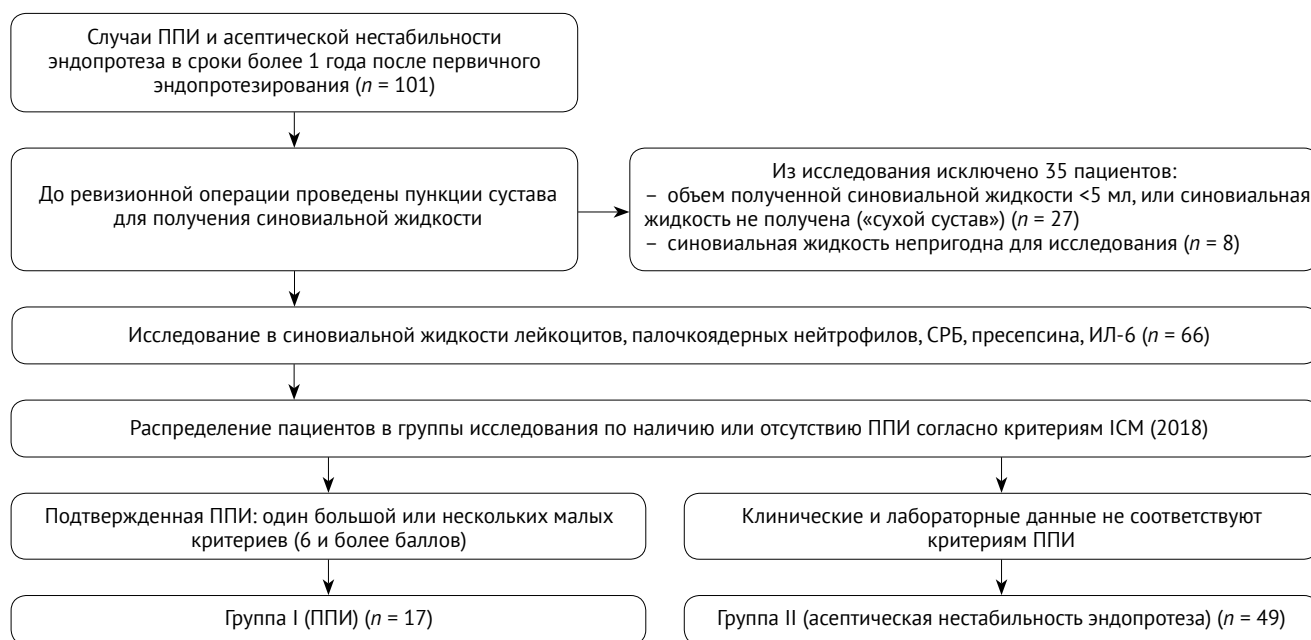 Случаи ППИ и асептической нестабильности
эндопротеза в сроки более 1 года после первичного
эндопротезирования (n = 101)
До ревизионной операции проведены пункции сустава
для получения синовиальной жидкости
Из исследования исключено 35 пациентов:
– объем полученной синовиальной жидкости <5 мл, или синовиальная
жидкость не получена («сухой сустав») (n = 27)
– синовиальная жидкость непригодна для исследования (n = 8)
Исследование в синовиальной жидкости лейкоцитов, палочкоядерных нейтрофилов, СРБ, пресепсина, ИЛ-6 (n = 66)
Распределение пациентов в группы исследования по наличию или отсутствию ППИ согласно критериям ICM (2018)
Подтвержденная ППИ: один большой или нескольких малых
критериев (6 и более баллов)
Клинические и лабораторные данные не соответствуют
критериям ППИ
Группа I (ППИ) (n = 17)
Группа II (асептическая нестабильность эндопротеза) (n = 49)